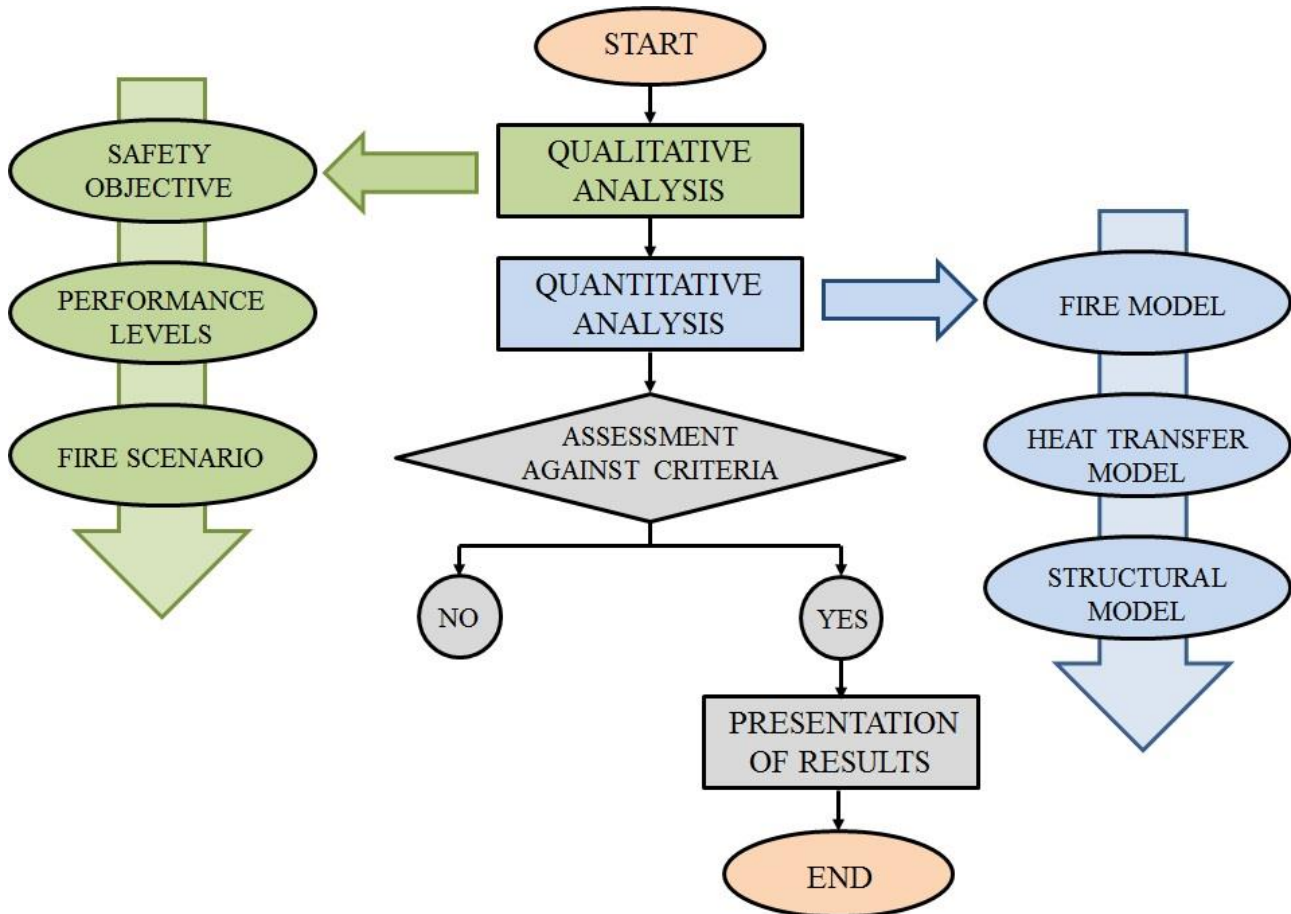 START
QUALITATIVE
ANALYSIS
SAFETY
OBJECTIVE
PERFORMANCE
LEVELS
FIRE SCENARIO
QUANTITATIVE
ANALYSIS
FIRE MODEL
HEAT TRANSFER
MODEL
STRUCTURAL
MODEL
ASSESSMENT
AGAINST CRITERIA
NO
YES
PRESENTATION
OF RESULTS
END